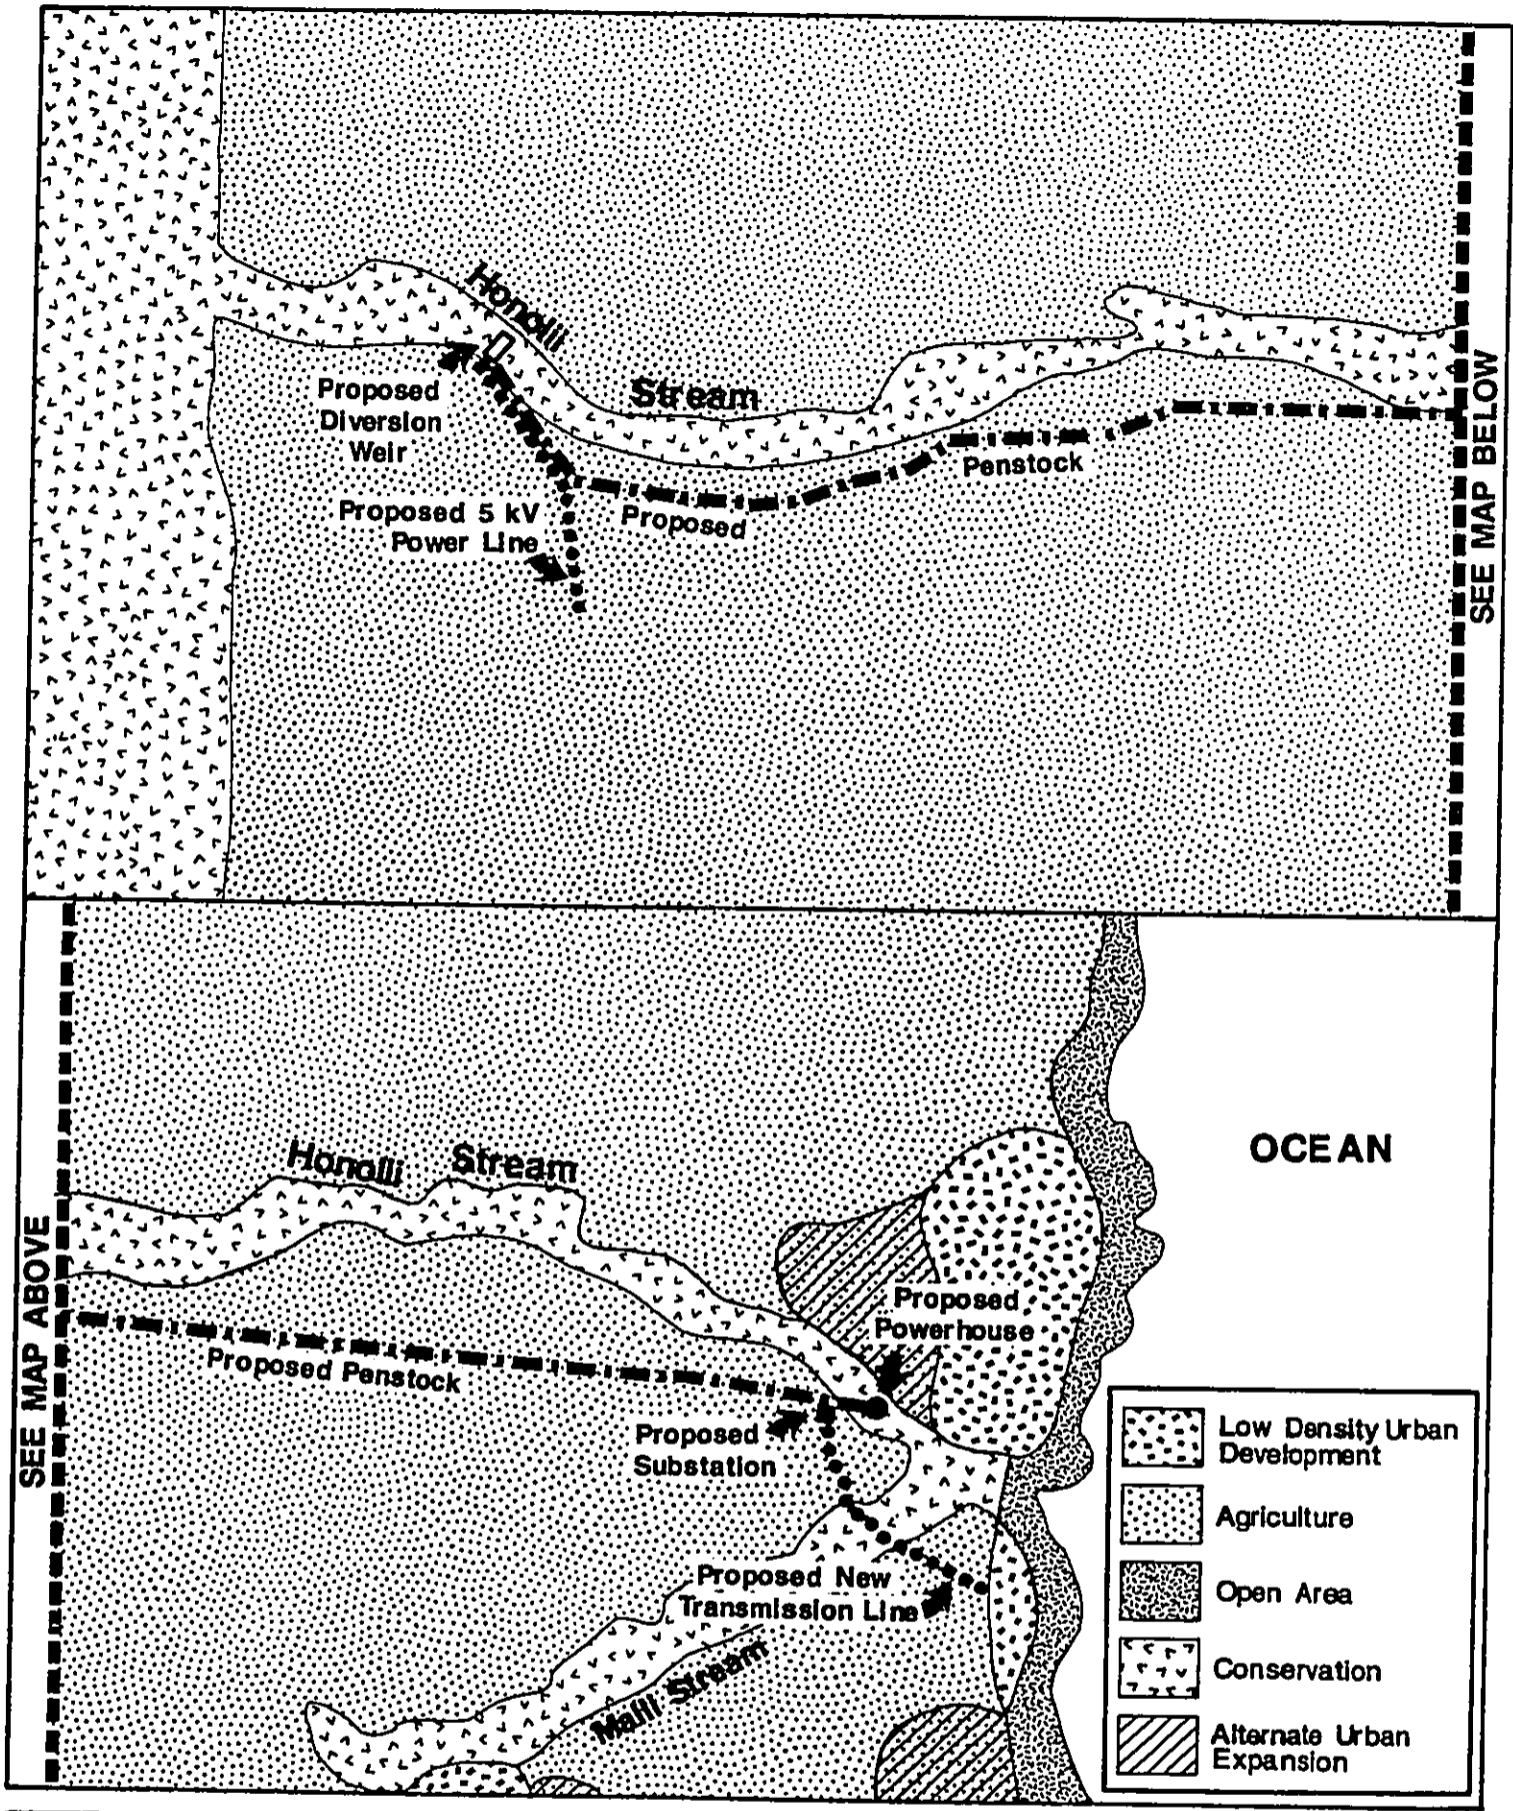 Honolii
Stream
Proposed
Diversion
Weir
Penstock
Proposed 5 kV
Power Line
Proposed
SEE MAP BELOW
OCEAN
Honolii Stream
Proposed
Powerhouse
SEE MAP ABOVE
Proposed Penstock
Proposed
Substation
Proposed New
Transmission Line
Maili Stream
Low Density Urban
Development
Agriculture
Open Area
Conservation
Alternate Urban
Expansion